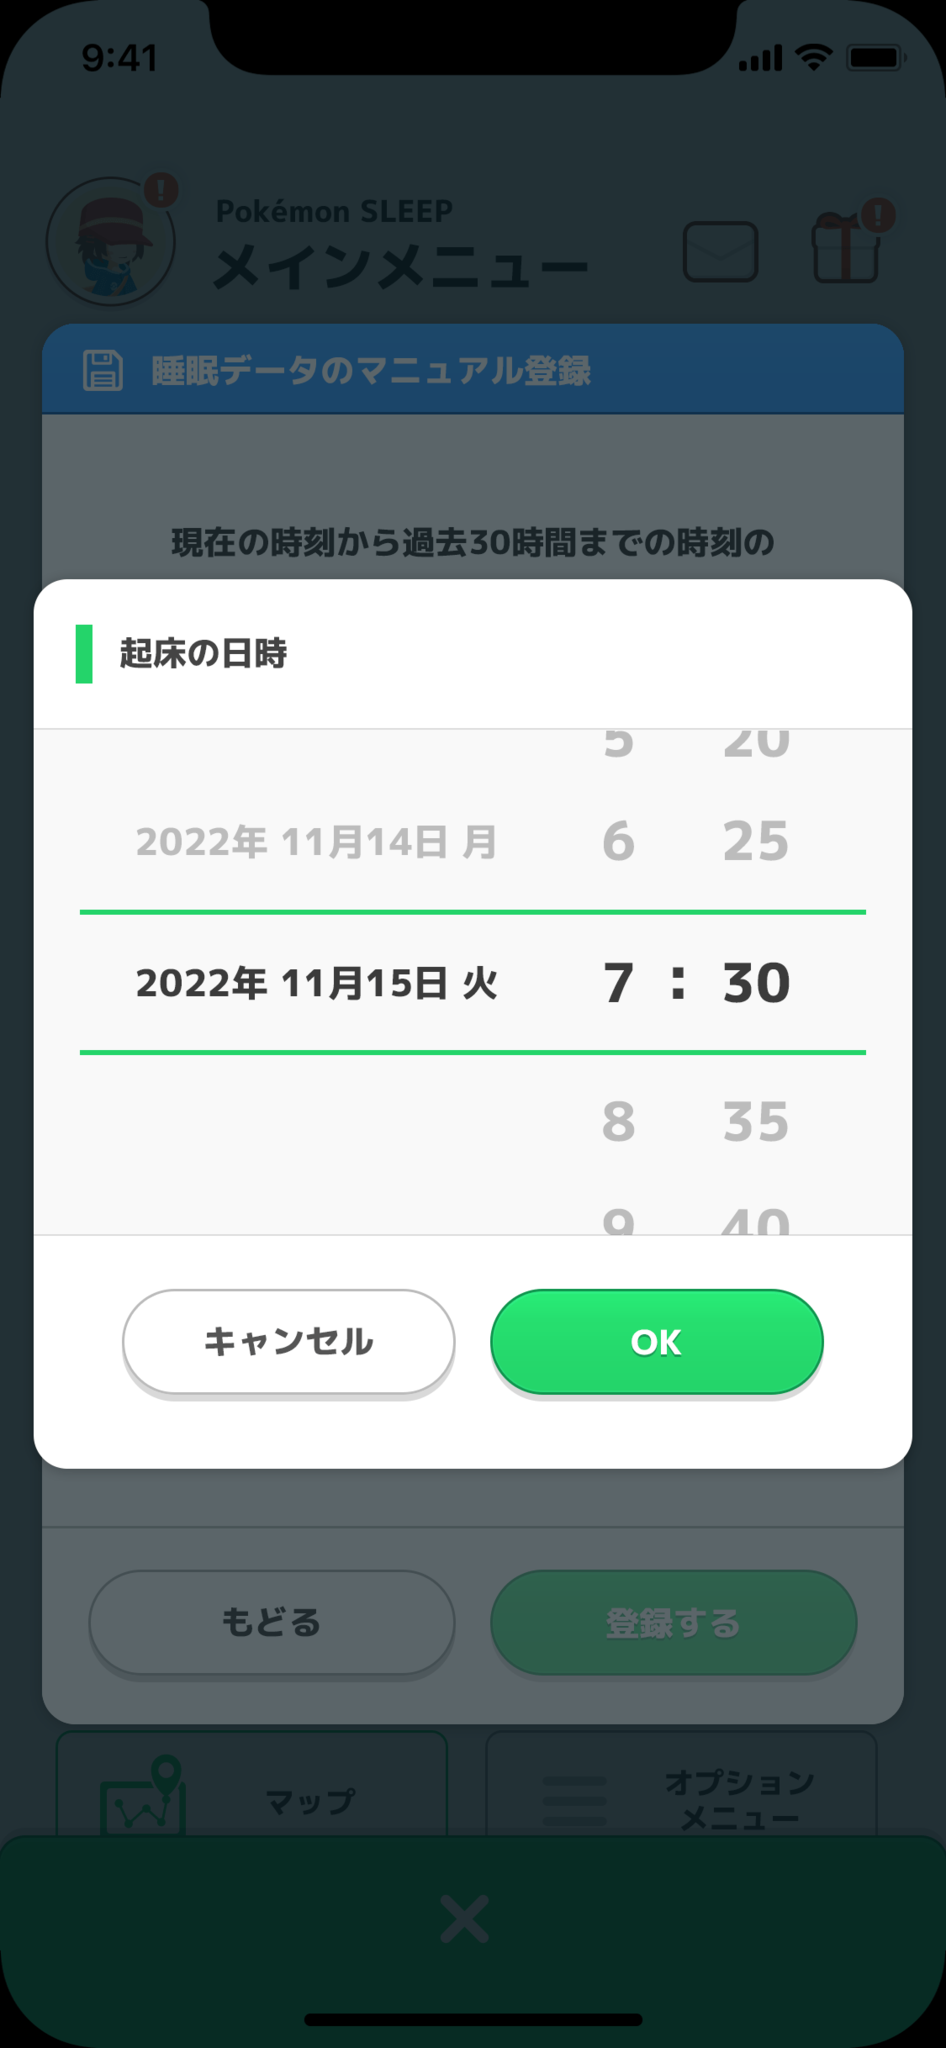 9:41
!
Pokémon SLEEP
メインメニュー
!
睡眠データのマニュアル登録
現在の時刻から過去30時間までの時刻の
起床の日時
5 20
2022年 11月14日 月 6 25
2022年 11月15日 火 7 : 30
8 35
9 40
キャンセル
OK
もどる
登録する
マップ
オプション
メニュー